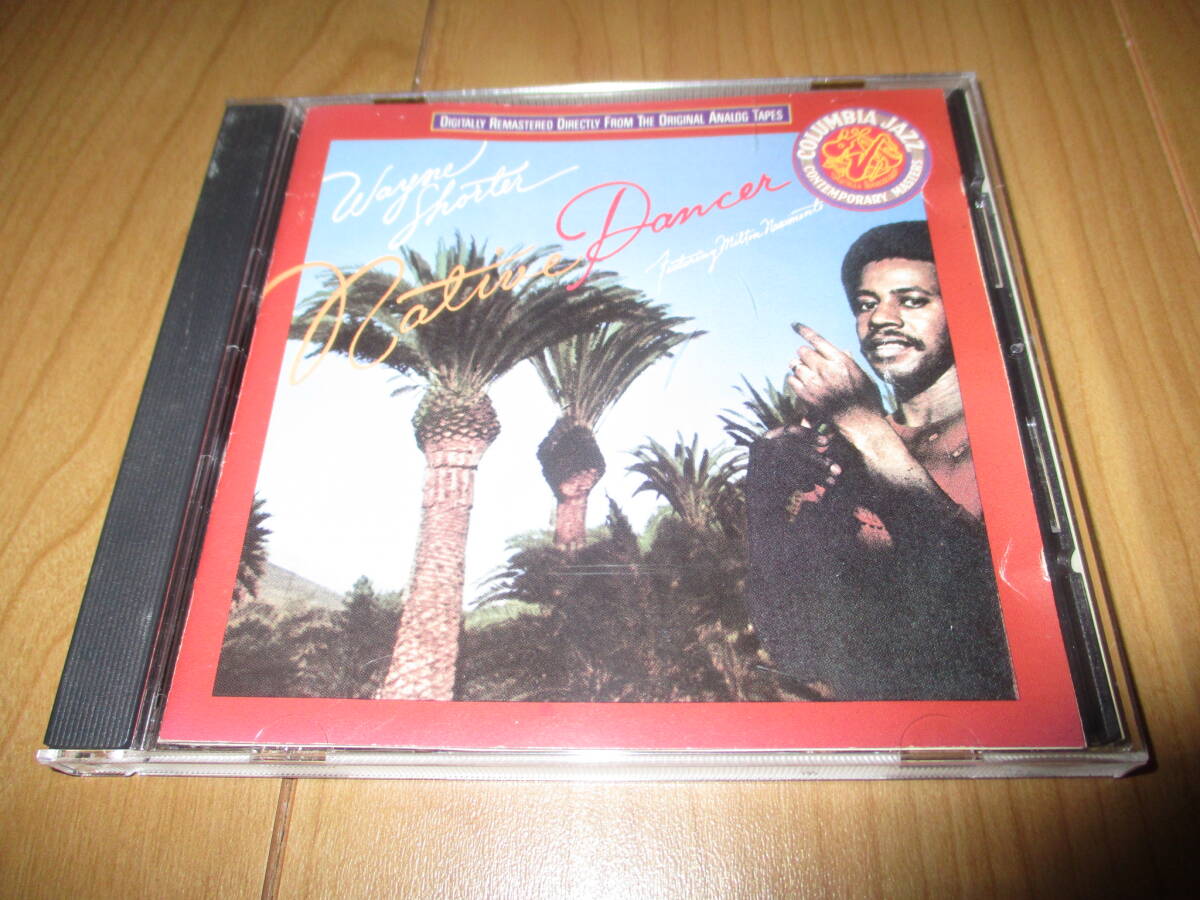 DIGITALLY REMASTERED DIRECTLY FROM THE ORIGINAL ANALOG TAPES
COLUMBIA JAZZ
CONTEMPORARY MASTERS
Wayne
Shorter
Native Dancer
Featuring Milton Nascimento